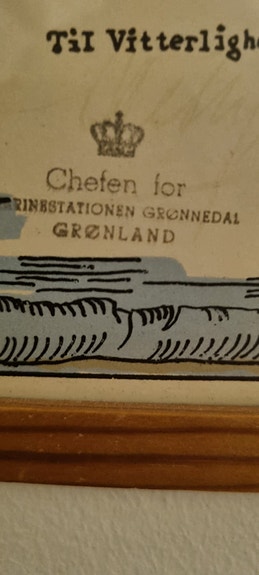 Til Vitterligh
Chefen for
RINESTATIONEN GRØNNEDAL
GRØNLAND